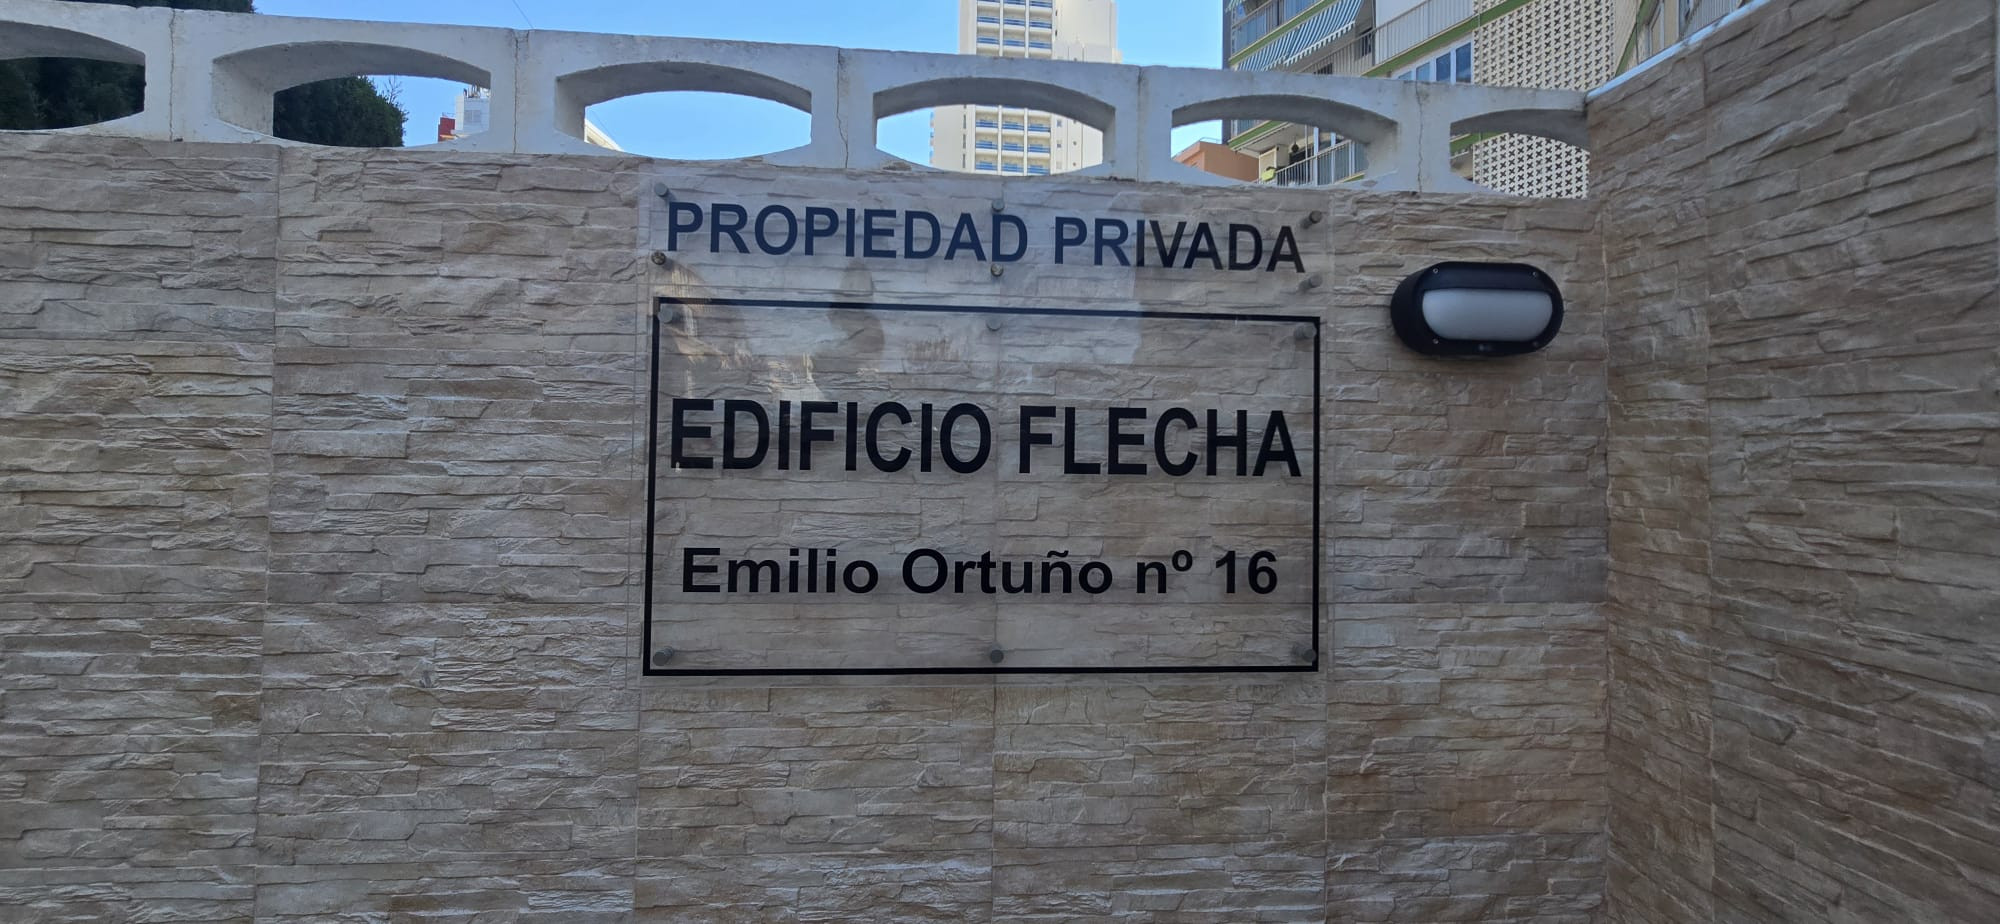 PROPIEDAD PRIVADA
EDIFICIO FLECHA
Emilio Ortuño nº 16